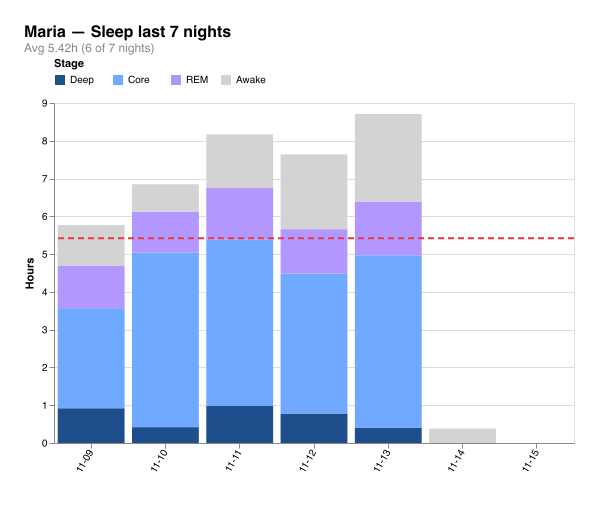 Maria — Sleep last 7 nights
Avg 5.42h (6 of 7 nights)
Stage
Deep Core REM Awake
9
8
7
6
5
4
3
2
1
0
Hours
11-09 11-10 11-11 11-12 11-13 11-14 11-15